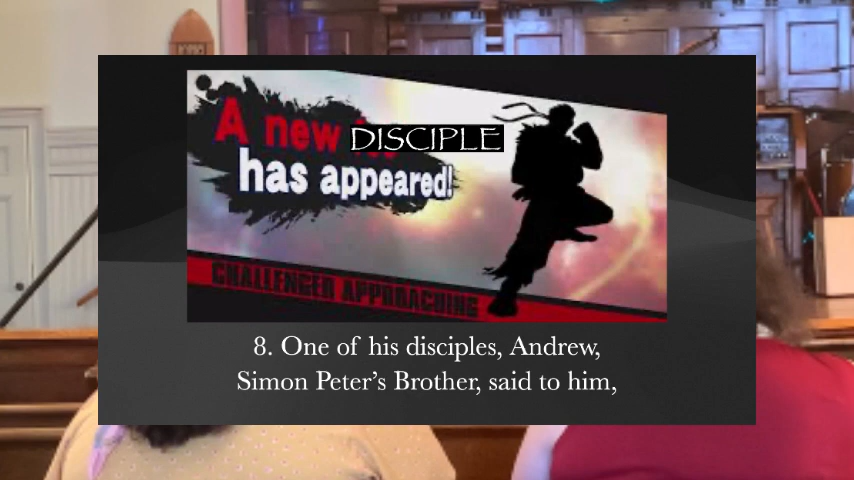 A new DISCIPLE
has appeared!
CHALLENGER APPROACHING
8. One of his disciples, Andrew,
Simon Peter’s Brother, said to him,